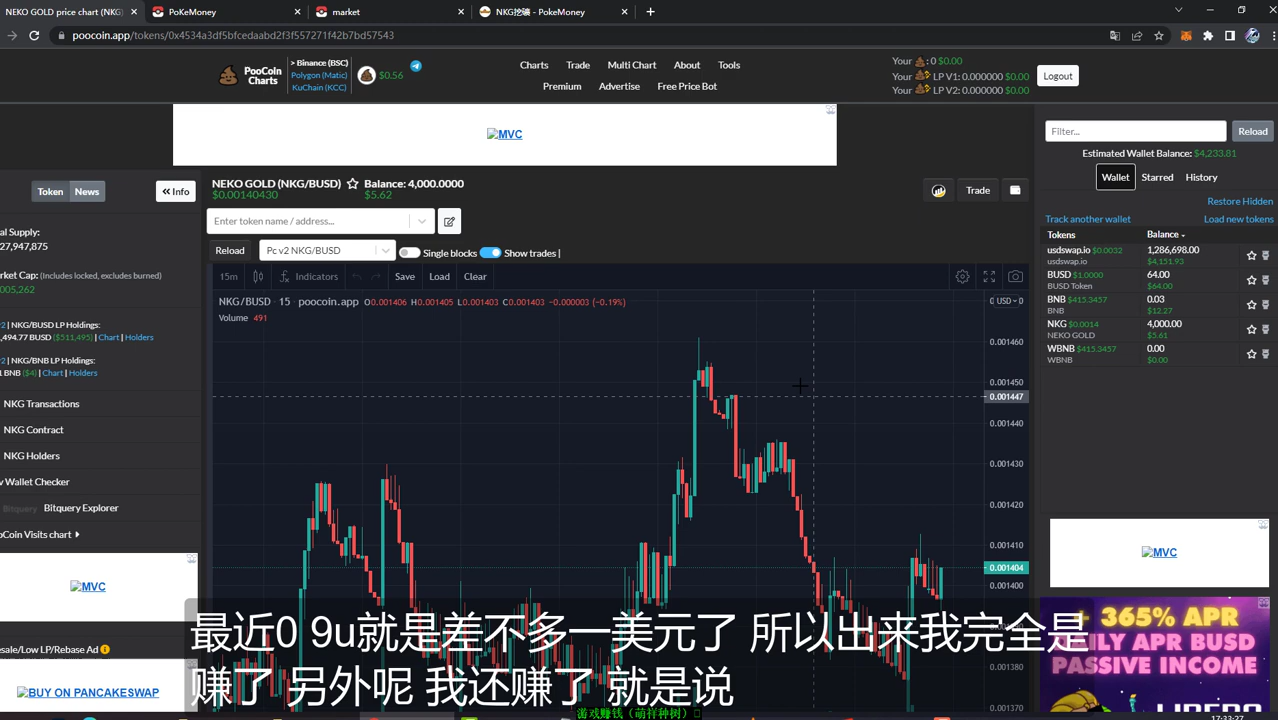 NEKO GOLD price chart (NKG)
PoKeMoney
market
NKG挖礦 - PokeMoney
poocoin.app/tokens/0x4534a3df5bfcedaabd2f3f557271f42b7bd57543
PooCoin
Charts
> Binance (BSC)
Polygon (Matic)
KuChain (KCC)
$0.56
Charts
Trade
Multi Chart
About
Tools
Premium
Advertise
Free Price Bot
Your : 0 $0.00
Your LP V1: 0.000000 $0.00
Your LP V2: 0.000000 $0.00
Logout
MVC
Filter...
Reload
Estimated Wallet Balance: $4,233.81
Wallet
Starred
History
Restore Hidden
Track another wallet
Load new tokens
Tokens
Balance
usdswap.io $0.0032
1,286,698.00
usdswap.io
$4,151.93
BUSD $1.0000
64.00
BUSD Token
$64.00
BNB $415.3457
0.03
BNB
$12.27
NKG $0.0014
4,000.00
NEKO GOLD
$5.61
WBNB $415.3457
0.00
WBNB
$0.00
Token
News
Info
al Supply:
27,947,875
rket Cap: (Includes locked, excludes burned)
005,262
2 | NKG/BUSD LP Holdings:
,494.77 BUSD ($511,495) | Chart | Holders
2 | NKG/BNB LP Holdings:
1 BNB ($4) | Chart | Holders
NKG Transactions
NKG Contract
NKG Holders
w Wallet Checker
Bitquery
Bitquery Explorer
oCoin Visits chart
MVC
esale/Low LP/Rebase Ad
BUY ON PANCAKESWAP
NEKO GOLD (NKG/BUSD)
Balance: 4,000.0000
$0.00140430
$5.62
Trade
Enter token name / address...
Reload
Pc v2 NKG/BUSD
Single blocks
Show trades |
15m
Indicators
Save
Load
Clear
NKG/BUSD · 15 · poocoin.app
O0.001406 H0.001405 L0.001403 C0.001403 −0.000003 (−0.19%)
Volume 491
USD
0.001460
0.001450
0.001447
0.001440
0.001430
0.001420
0.001410
0.001404
0.001400
0.001380
0.001370
MVC
+ 365% APR
DAILY APR BUSD
PASSIVE INCOME
LIBERO
最近0 9u就是差不多一美元了 所以出来我完全是
赚了 另外呢 我还赚了 就是说
游戏赚钱（萌祥种树）
17:33:27